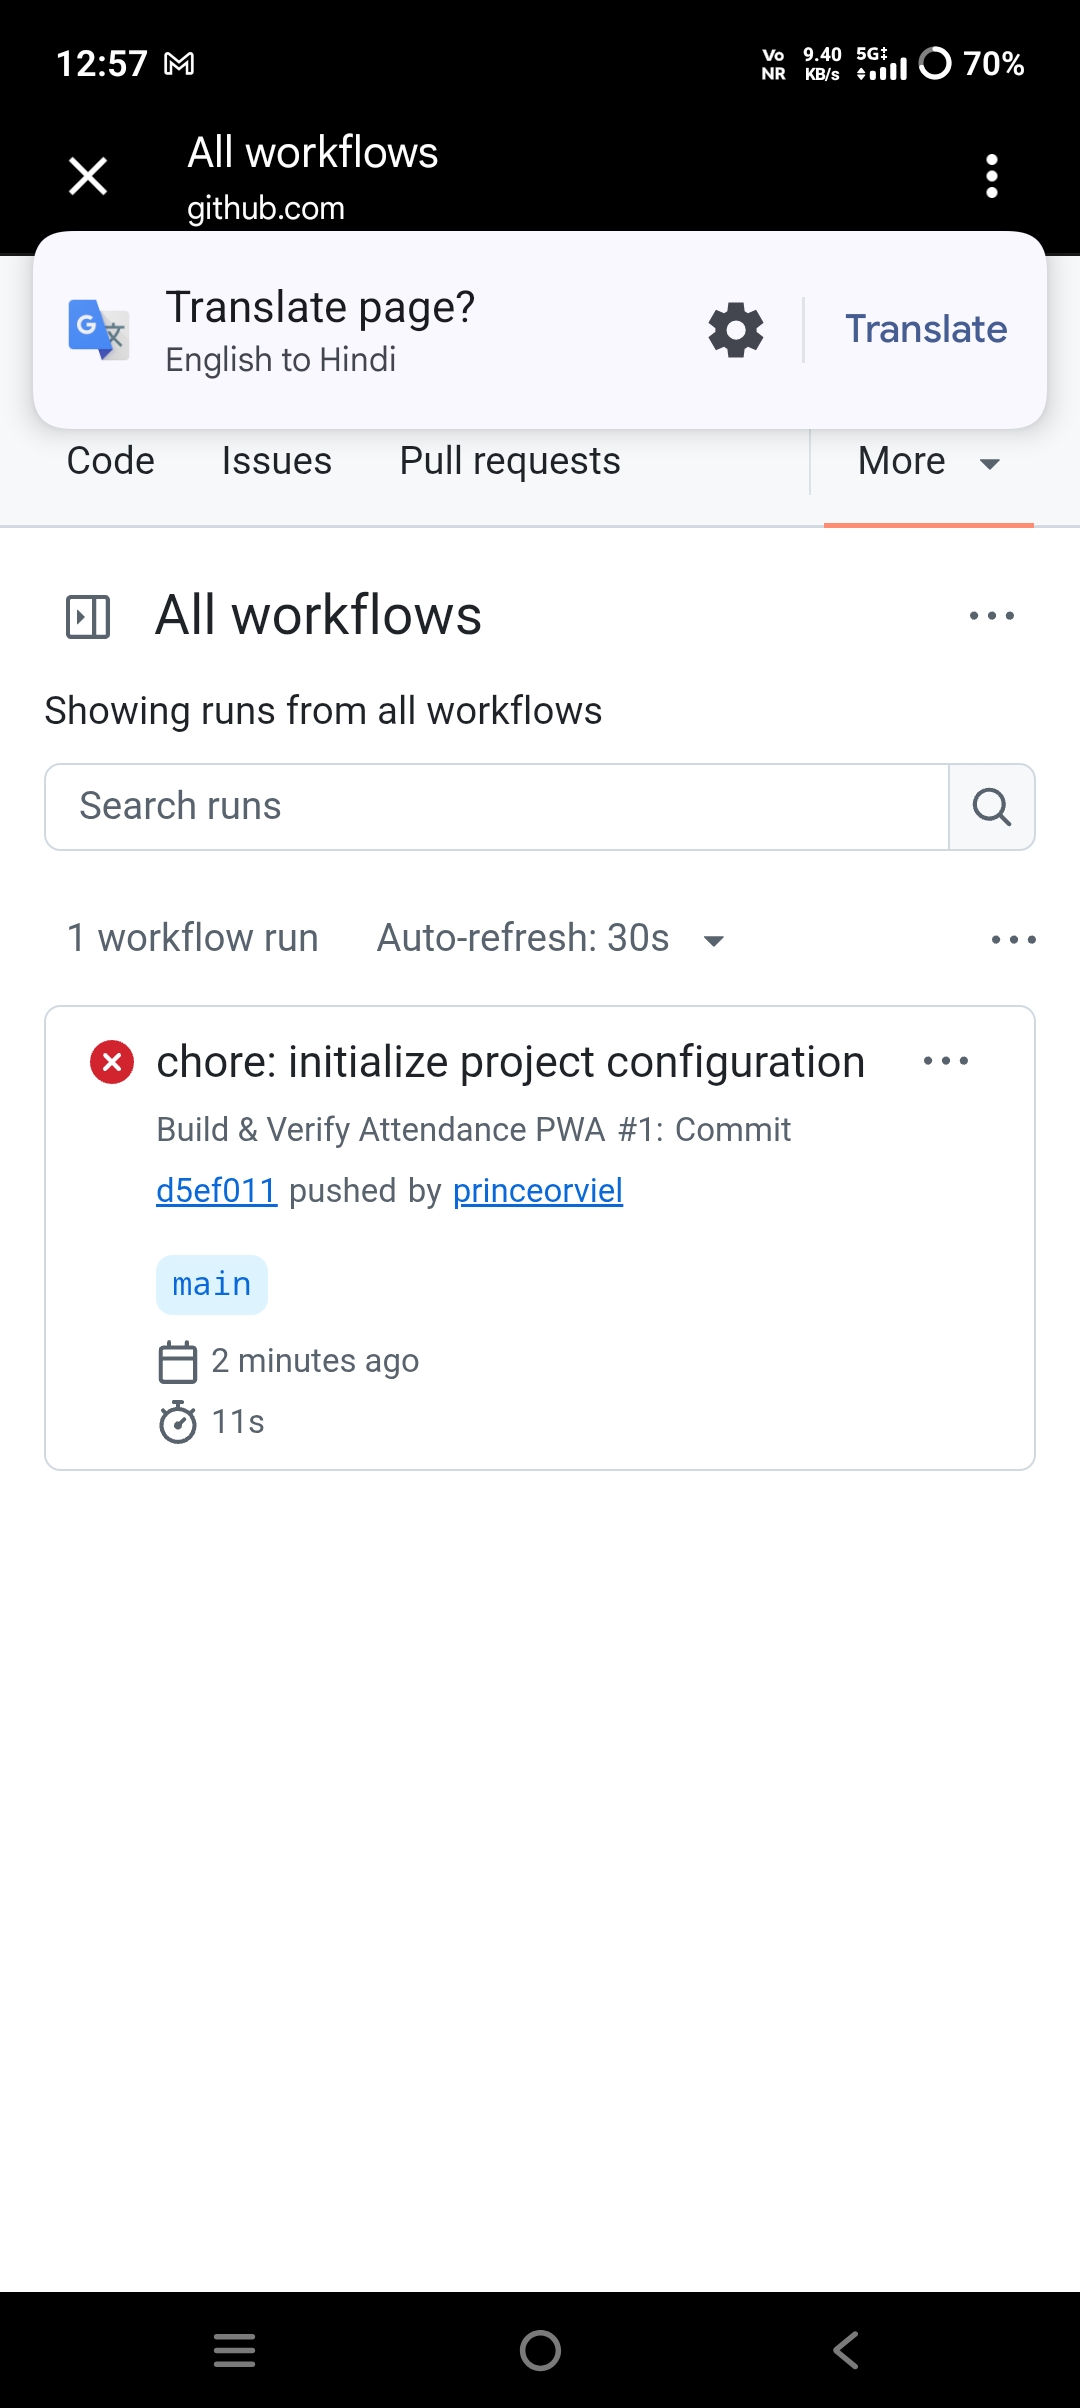 12:57
Vo NR 9.40 KB/s 5G 70%
All workflows
github.com
Translate page?
English to Hindi
Translate
Code Issues Pull requests More
All workflows
Showing runs from all workflows
Search runs
1 workflow run Auto-refresh: 30s
chore: initialize project configuration
Build & Verify Attendance PWA #1: Commit
d5ef011 pushed by princeorviel
main
2 minutes ago
11s